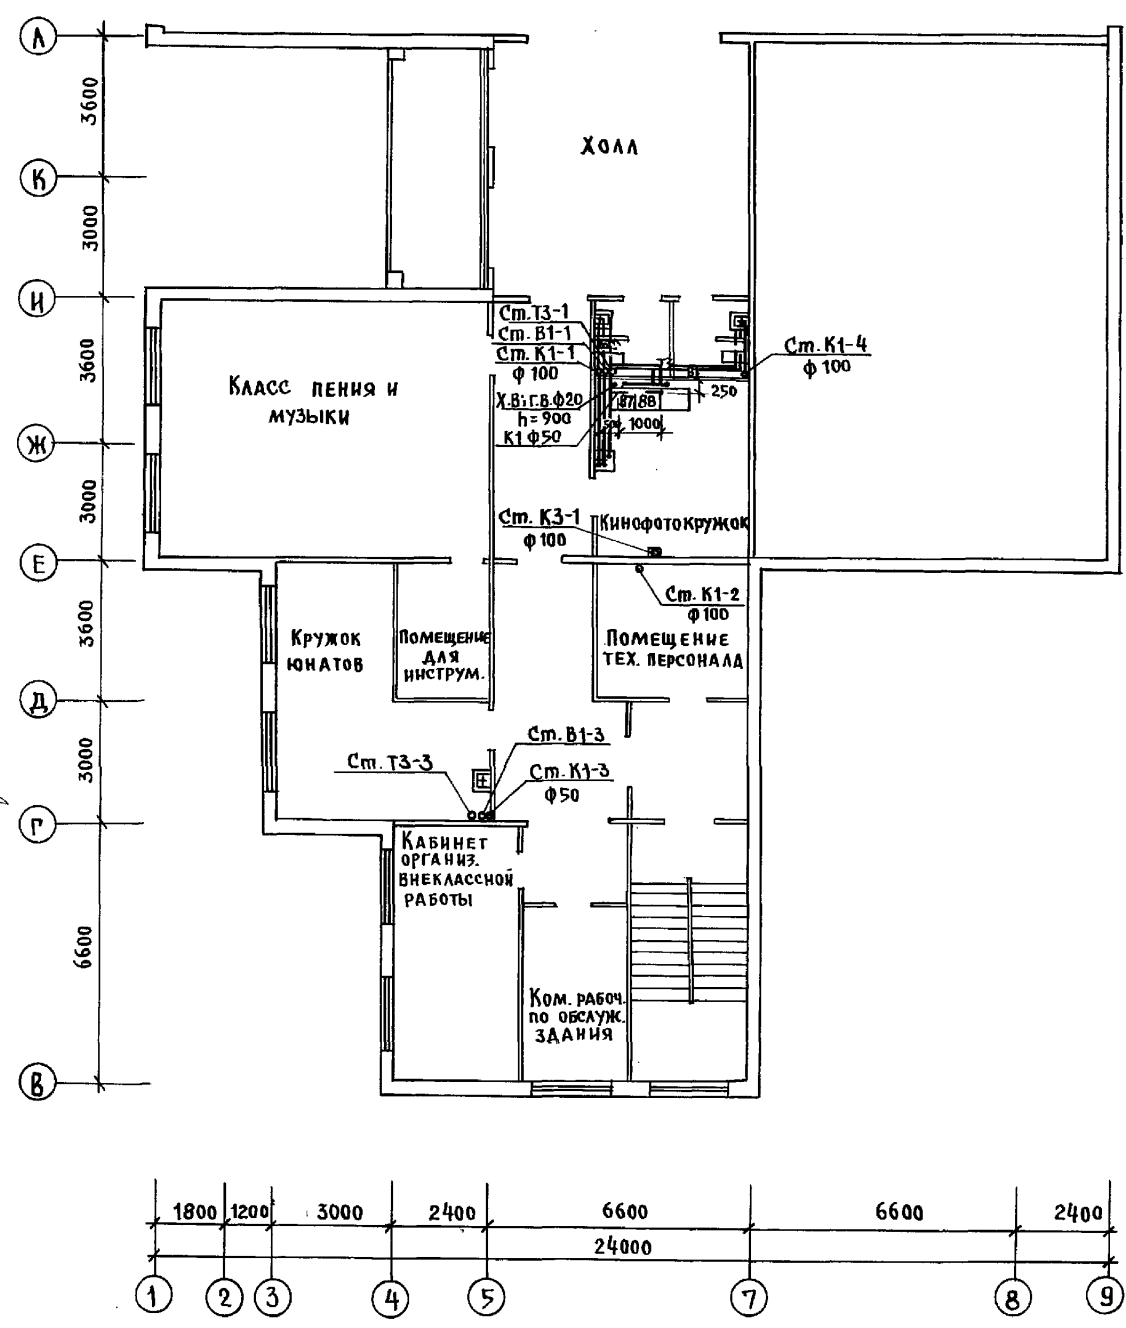 Л
3600
К
3000
И
3600
Ж
3000
Е
3600
Д
3000
Г
6600
В
Холл
Класс пения и
музыки
Ст. Т3-1
Ст. В1-1
Ст. К1-1
ф 100
Х.В; Г.В. ф20
h=900
К1 ф50
Ст. К1-4
ф 100
250
87,88
500
1000
Кинофотокружок
Ст. К3-1
ф 100
Ст. К1-2
ф 100
Кружок
юнатов
Помещение
для
инструм.
Помещение
тех. персонала
Ст. В1-3
Ст. Т3-3
Ст. К1-3
ф50
Кабинет
организ.
внеклассной
работы
Ком. рабоч.
по обслуж.
здания
1800
1200
3000
2400
6600
6600
2400
24000
1
2
3
4
5
7
8
9